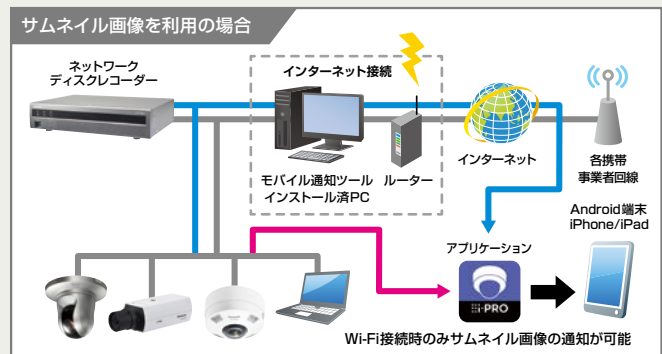 サムネイル画像を利用の場合
ネットワーク
ディスクレコーダー
インターネット接続
モバイル通知ツール
インストール済PC
ルーター
インターネット
各携帯
事業者回線
Android端末
iPhone/iPad
アプリケーション
i-PRO
Wi-Fi接続時のみサムネイル画像の通知が可能